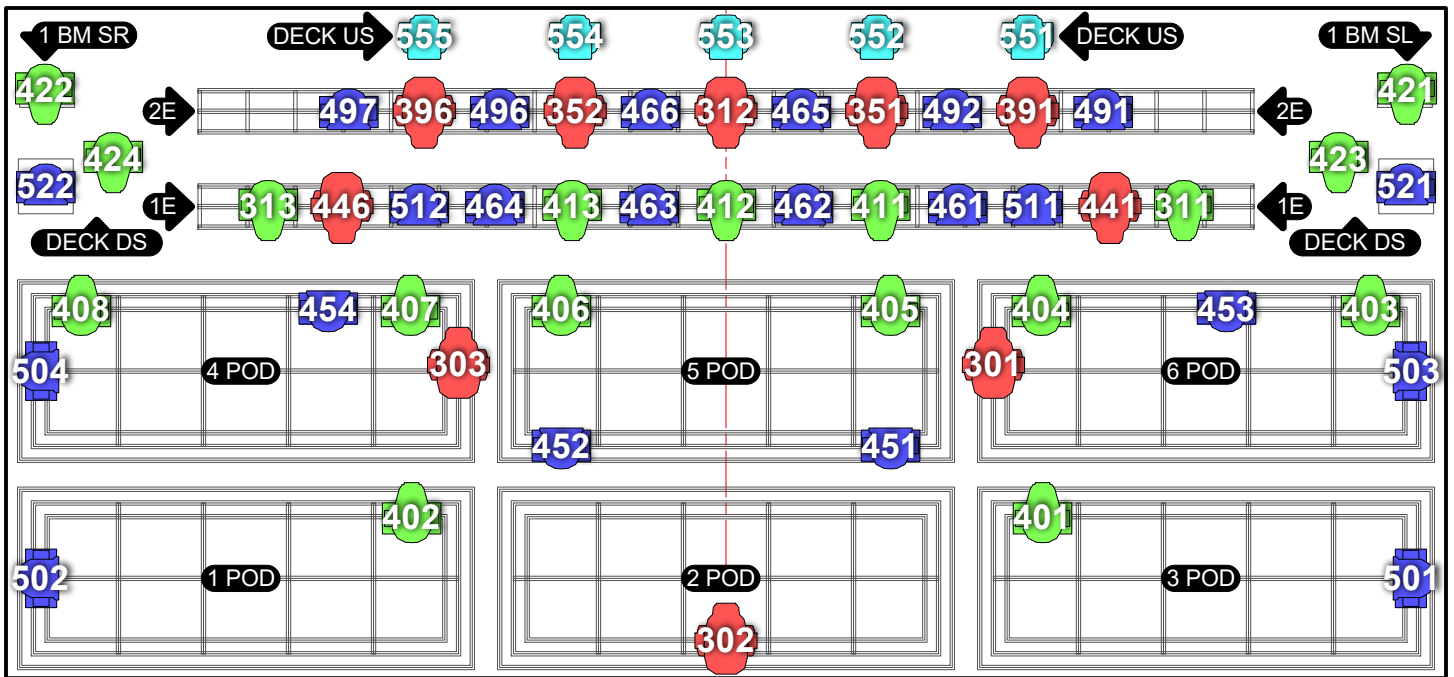 1 BM SR DECK US 555 554 553 552 551 DECK US 1 BM SL
422 421
2E 497 396 496 352 466 312 465 351 492 391 491 2E
424 423
522 521
1E 313 446 512 464 413 463 412 462 411 461 511 441 311 1E
DECK DS DECK DS
408 454 407 406 405 404 453 403
504 4 POD 303 5 POD 301 6 POD 503
452 451
402 401
502 1 POD 2 POD 3 POD 501
302